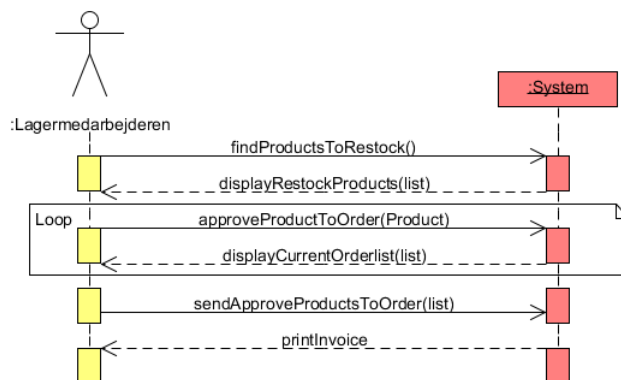 :System
:Lagermedarbejderen
findProductsToRestock()
displayRestockProducts(list)
Loop
approveProductToOrder(Product)
displayCurrentOrderlist(list)
sendApproveProductsToOrder(list)
printInvoice